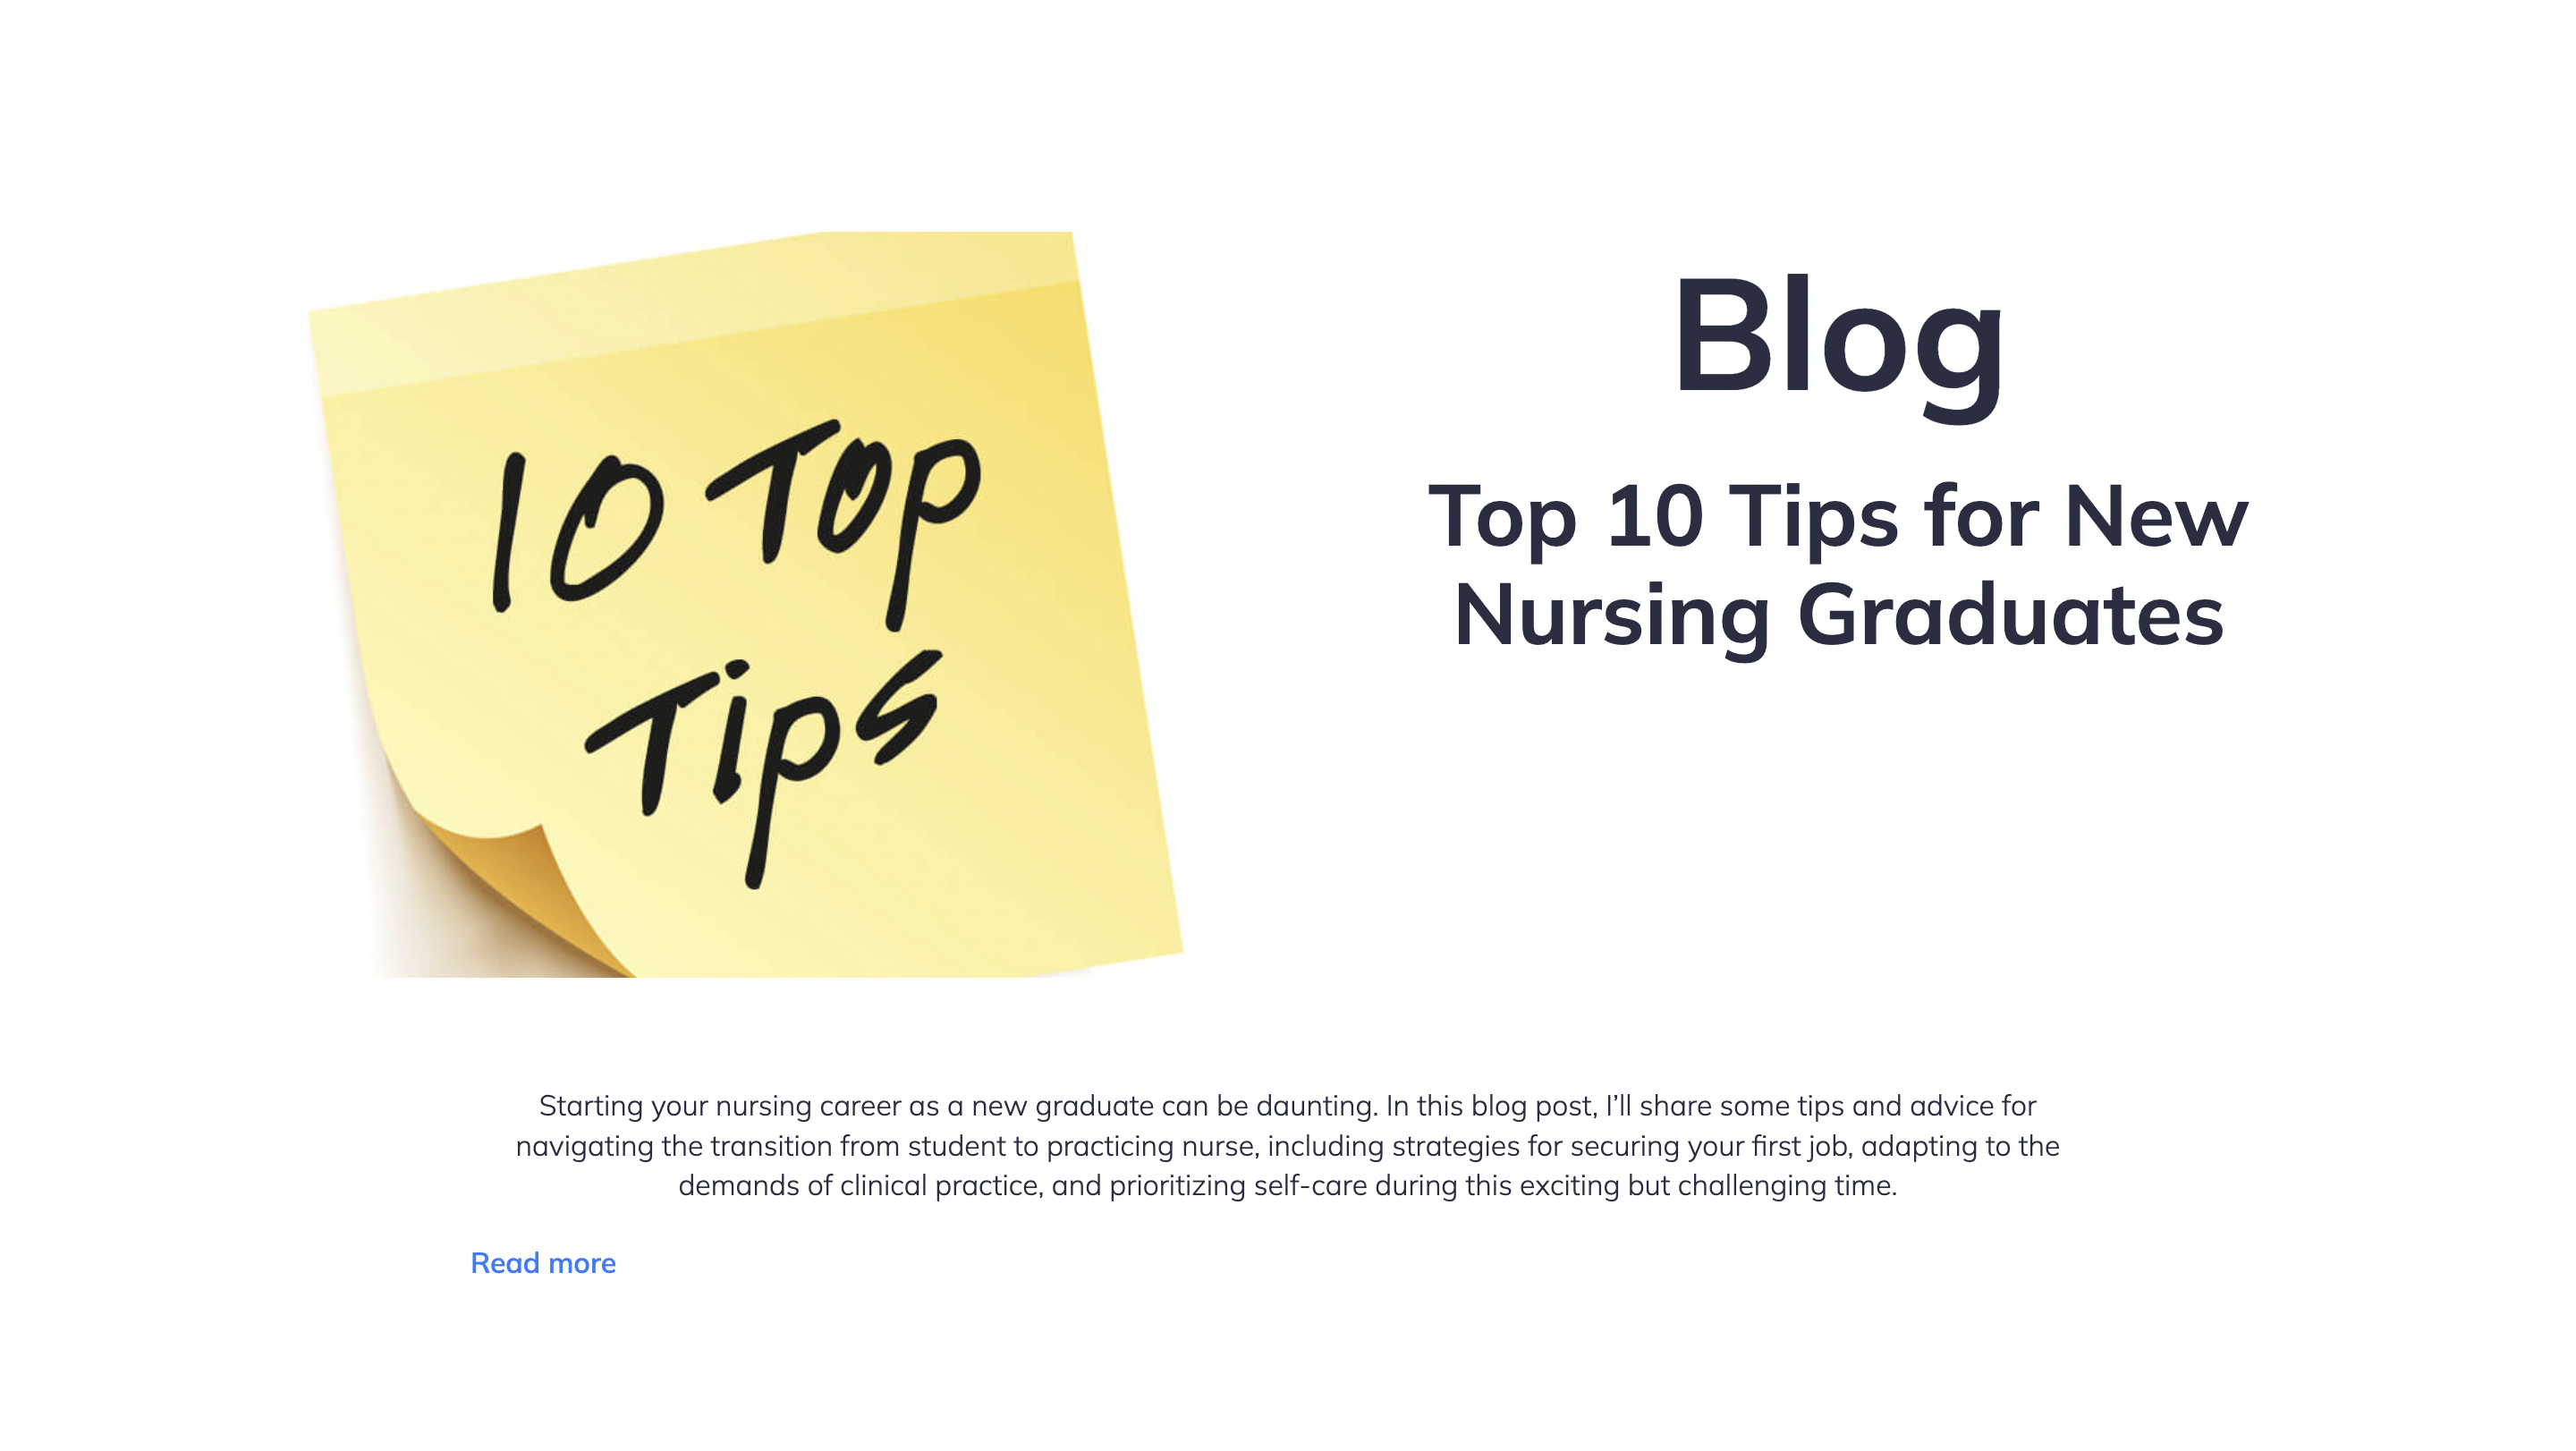 10 Top
Tips
Blog
Top 10 Tips for New
Nursing Graduates
Starting your nursing career as a new graduate can be daunting. In this blog post, I’ll share some tips and advice for
navigating the transition from student to practicing nurse, including strategies for securing your first job, adapting to the
demands of clinical practice, and prioritizing self-care during this exciting but challenging time.
Read more